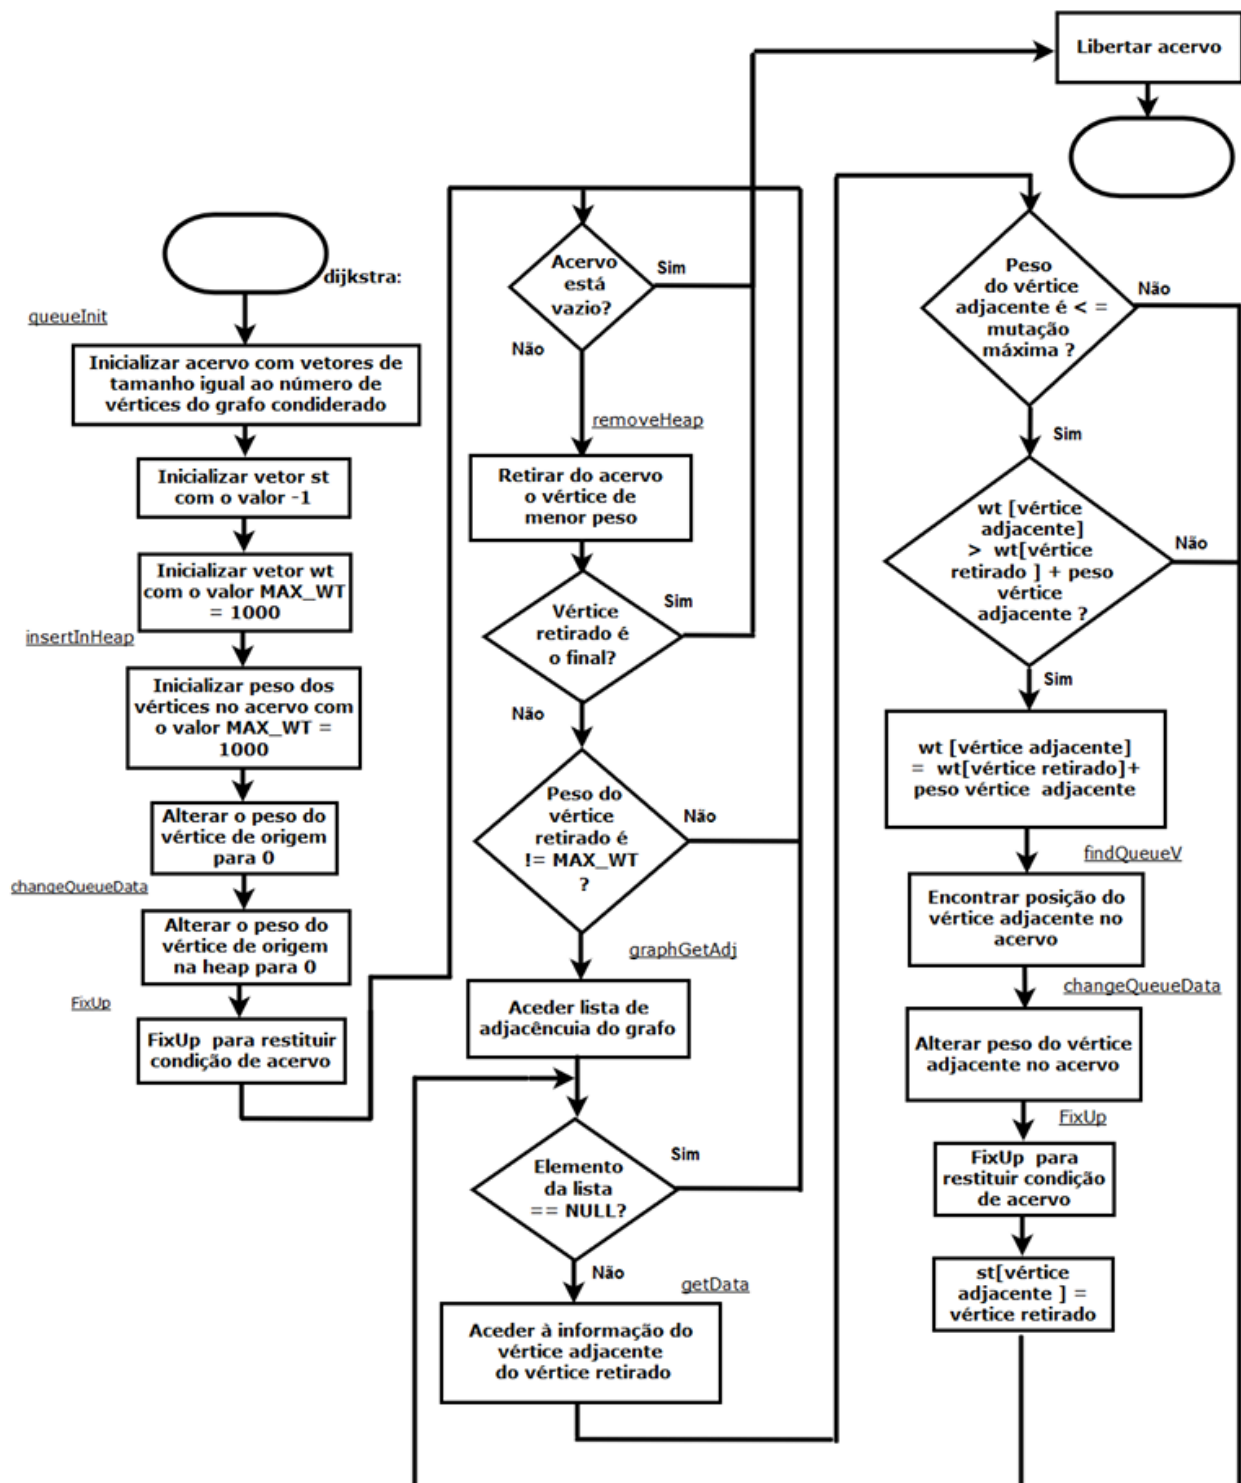 dijkstra:
queueInit
Inicializar acervo com vetores de
tamanho igual ao número de
vértices do grafo condiderado
Inicializar vetor st
com o valor -1
Inicializar vetor wt
com o valor MAX_WT
= 1000
insertInHeap
Inicializar peso dos
vértices no acervo com
o valor MAX_WT =
1000
Alterar o peso do
vértice de origem
para 0
changeQueueData
Alterar o peso do
vértice de origem
na heap para 0
FixUp
FixUp para restituir
condição de acervo
Acervo
está
vazio?
Sim
Não
removeHeap
Retirar do acervo
o vértice de
menor peso
Vértice
retirado é
o final?
Sim
Não
Peso do
vértice
retirado é
!= MAX_WT
?
Não
graphGetAdj
Aceder lista de
adjacêncuia do grafo
Elemento
da lista
== NULL?
Sim
Não
getData
Aceder à informação do
vértice adjacente
do vértice retirado
Libertar acervo
Peso
do vértice
adjacente é < =
mutação
máxima ?
Não
Sim
wt [vértice
adjacente]
> wt[vértice
retirado ] + peso
vértice
adjacente ?
Não
Sim
wt [vértice adjacente]
= wt[vértice retirado]+
peso vértice adjacente
findQueueV
Encontrar posição do
vértice adjacente no
acervo
changeQueueData
Alterar peso do vértice
adjacente no acervo
FixUp
FixUp para
restituir condição
de acervo
st[vértice
adjacente ] =
vértice retirado